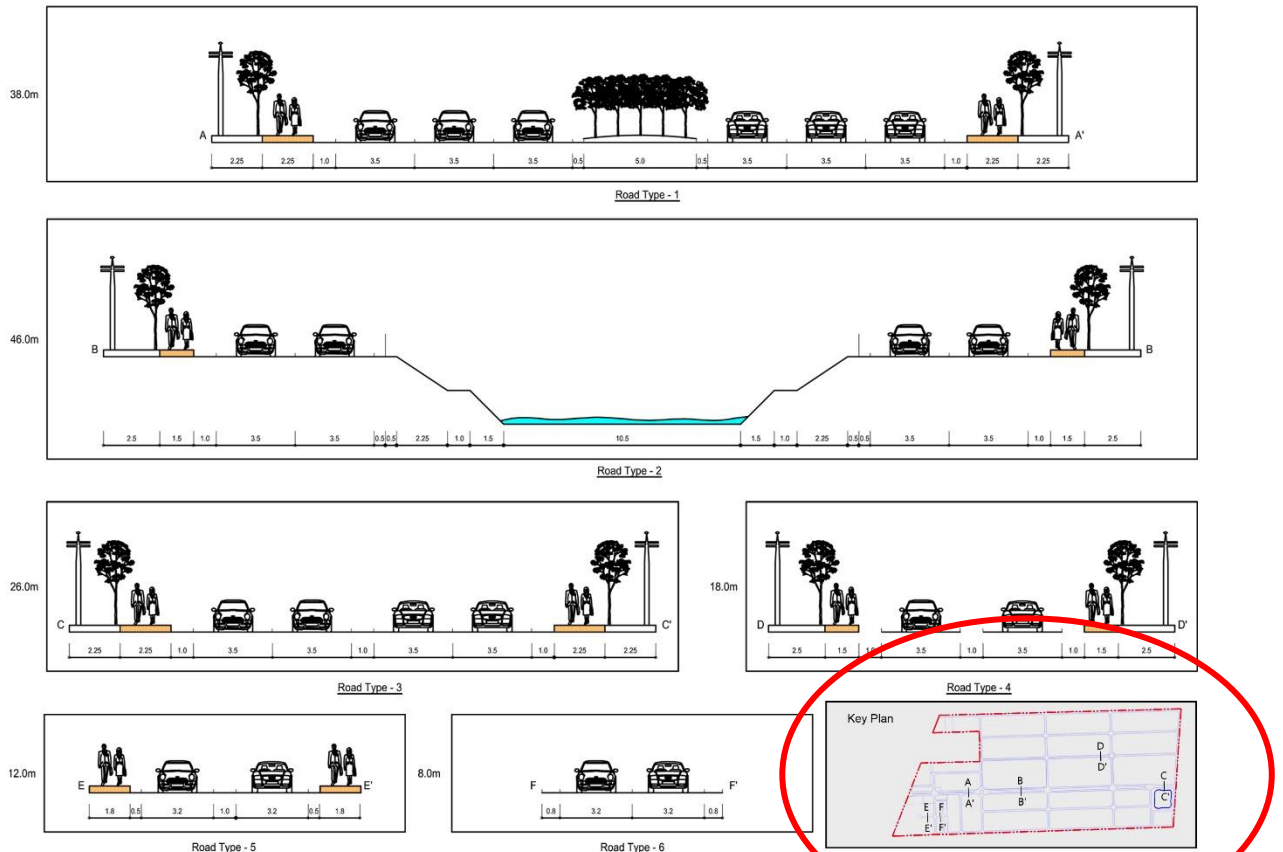 38.0m
A A'
2.25 2.25 1.0 3.5 3.5 3.5 0.5 5.0 0.5 3.5 3.5 3.5 1.0 2.25 2.25
Road Type - 1
46.0m
B B
2.5 1.5 1.0 3.5 3.5 0.5 0.5 2.25 1.0 1.5 10.5 1.5 1.0 2.25 0.5 0.5 3.5 3.5 1.0 1.5 2.5
Road Type - 2
26.0m
C C'
2.25 2.25 1.0 3.5 3.5 1.0 3.5 3.5 1.0 2.25 2.25
Road Type - 3
18.0m
D D'
2.5 1.5 1.0 3.5 1.0 3.5 1.0 1.5 2.5
Road Type - 4
12.0m
E E'
1.8 0.5 3.2 1.0 3.2 0.5 1.8
Road Type - 5
8.0m
F F'
0.8 3.2 3.2 0.8
Road Type - 6
Key Plan
D
D'
A
A'
B
B'
C
C'
E F
E' F'